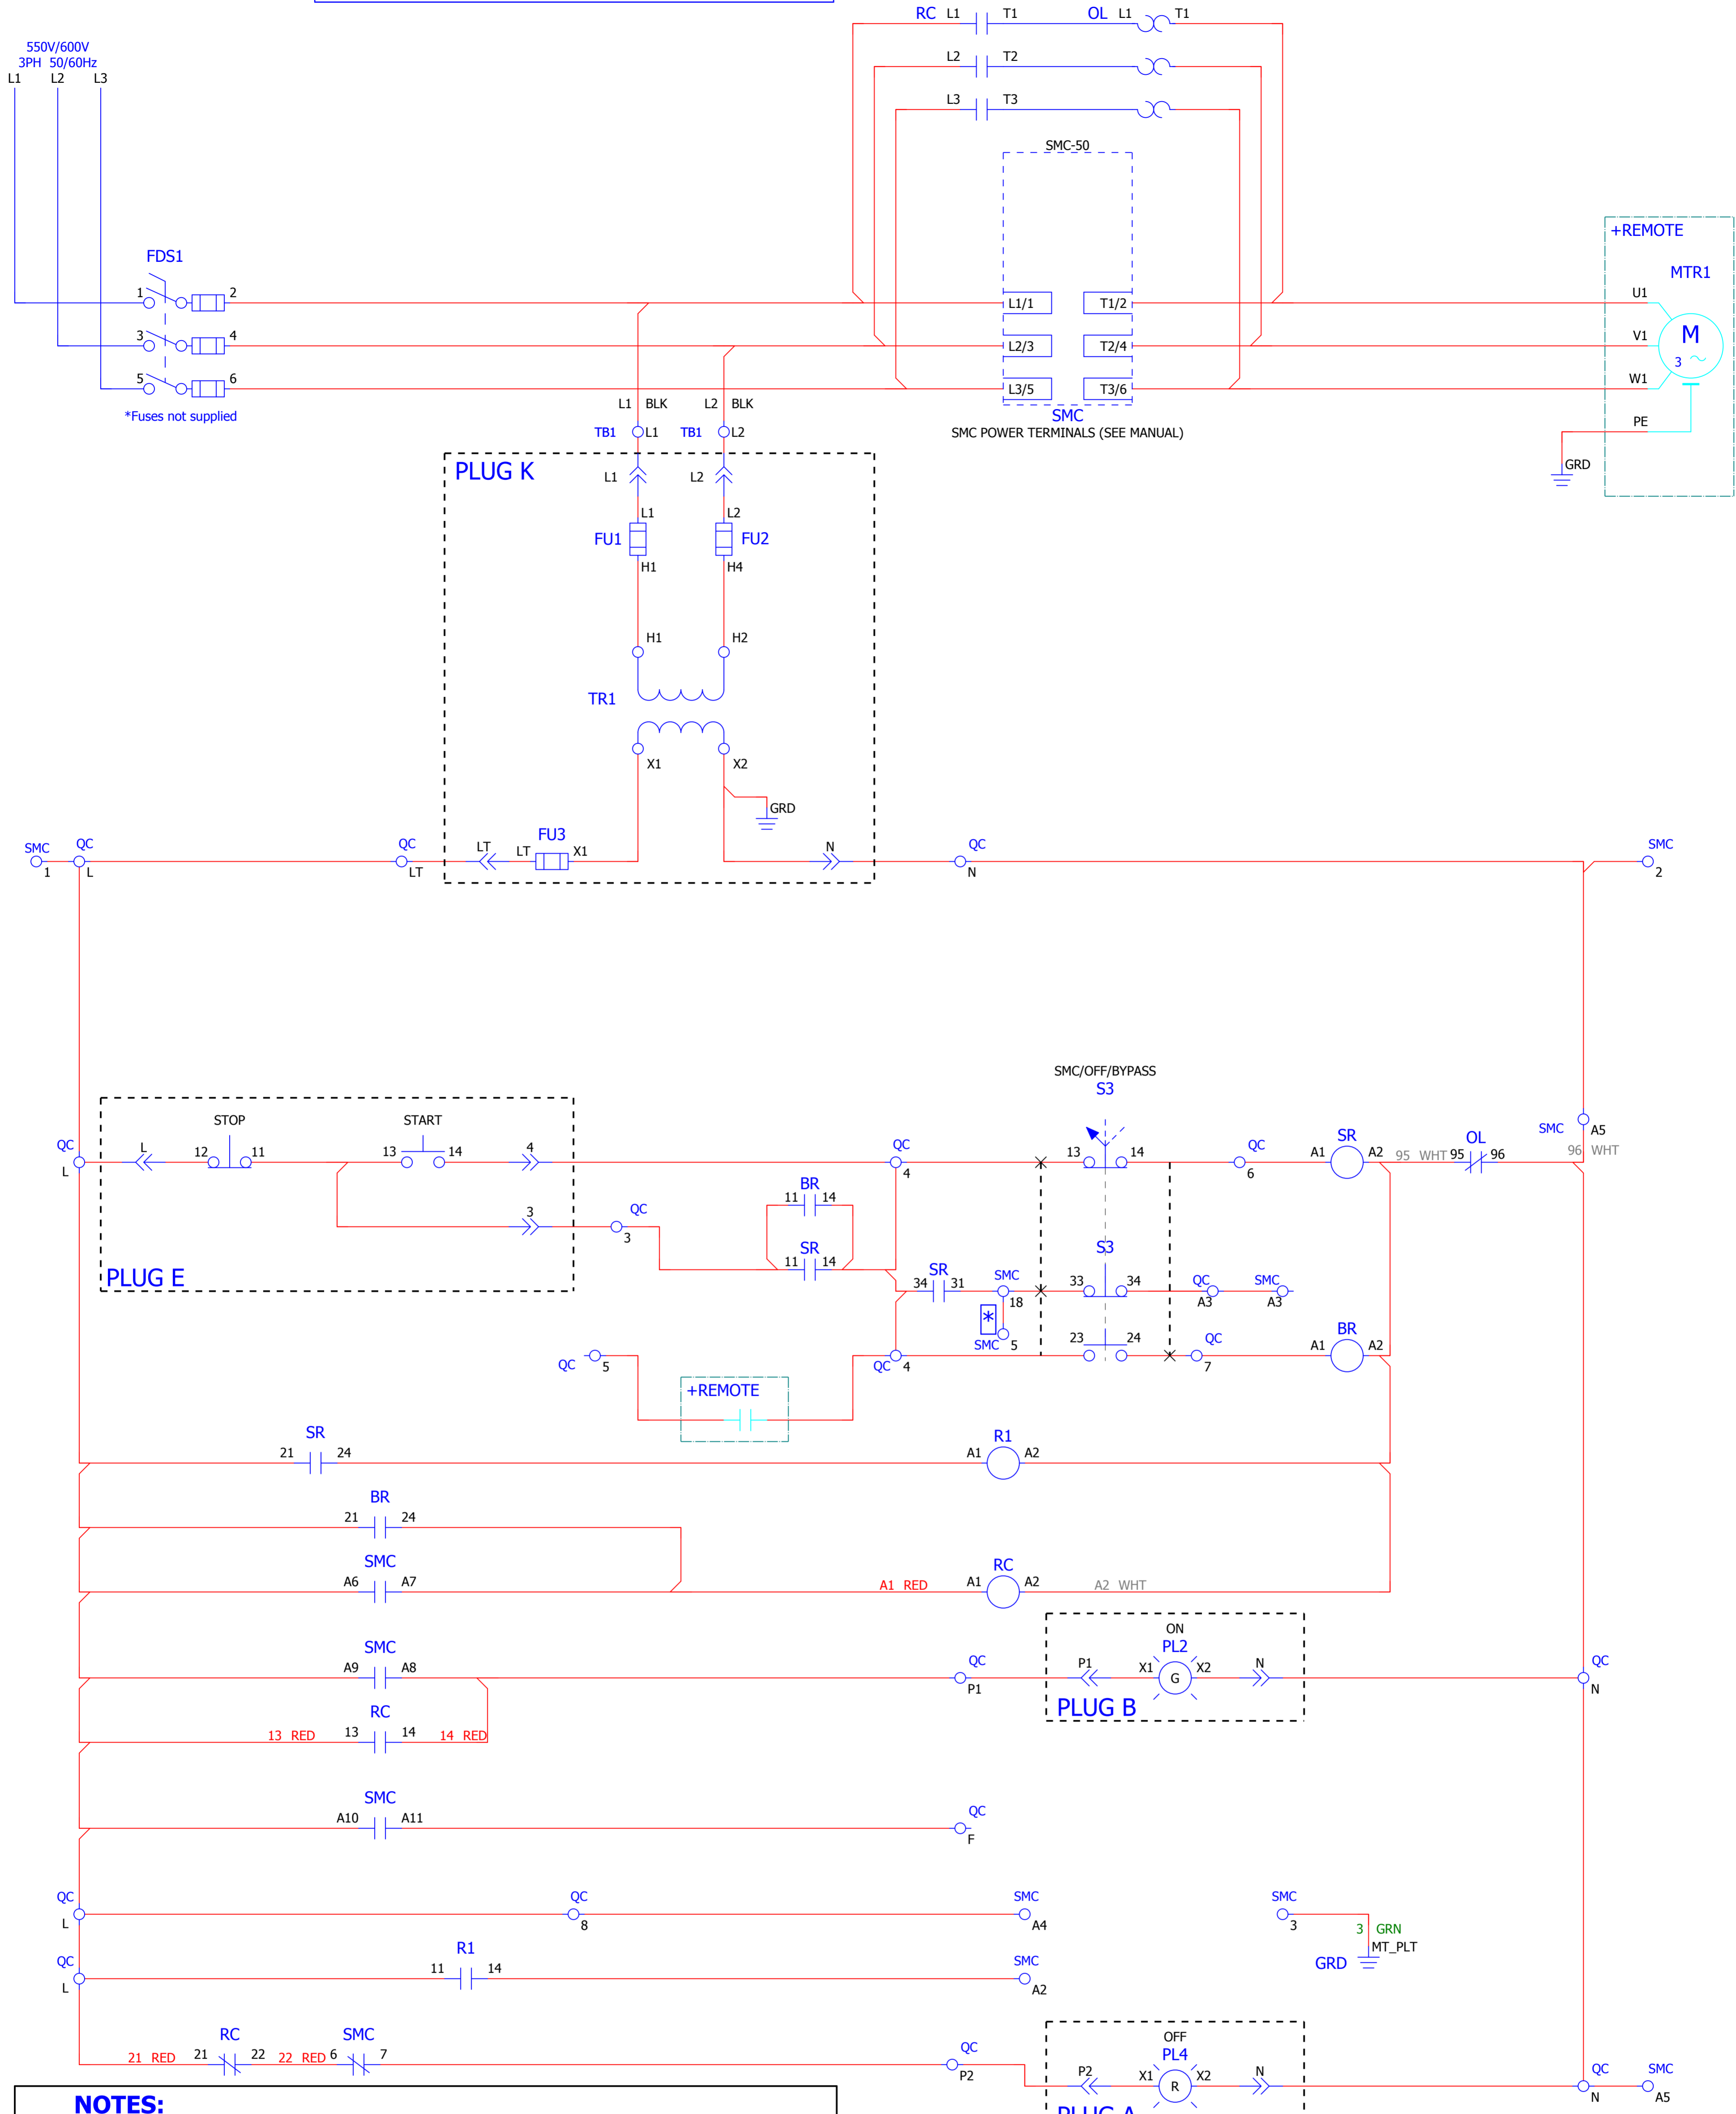 RC L1 T1 OL L1 T1
550V/600V
3PH 50/60Hz
L1 L2 L3
L2 T2
L3 T3
SMC-50
+REMOTE
MTR1
FDS1
1 2 L1/1 T1/2 U1
3 4 L2/3 T2/4 V1 M
3
5 6 L3/5 T3/6 W1
*Fuses not supplied
L1 BLK L2 BLK
SMC
SMC POWER TERMINALS (SEE MANUAL)
PE
TB1 L1 TB1 L2
GRD
PLUG K
L1 L2
L1 L2
FU1 FU2
H1 H4
H1 H2
TR1
X1 X2
GRD
FU3
SMC QC QC LT LT X1 N QC SMC
1 L LT N 2
SMC/OFF/BYPASS
S3
STOP START
SMC A5
QC L 12 11 13 14 4 QC 13 14 QC SR A1 A2 95 WHT 95 OL 96 96 WHT
L 4 6
BR
11 14
3 QC
3
SR
11 14
S3
PLUG E
SR
34 31 SMC 33 34 QC SMC
18 A3 A3
*
SMC 5
23 24 QC BR A1 A2
QC 5 QC 4 7
+REMOTE
SR R1
21 24 A1 A2
BR
21 24
SMC RC
A6 A7 A1 RED A1 A2 A2 WHT
ON
SMC PL2
A9 A8 QC P1 X1 G X2 N QC
P1 N
PLUG B
RC
13 RED 13 14 14 RED
SMC
A10 A11 QC
F
QC QC SMC SMC
L 8 A4 3
3 GRN
MT_PLT
GRD
QC R1 SMC
11 14
L A2
OFF
RC SMC PL4
21 RED 21 22 22 RED 6 7 QC
P2
P2 X1 R X2 N QC SMC
N A5
NOTES:
PLUG A